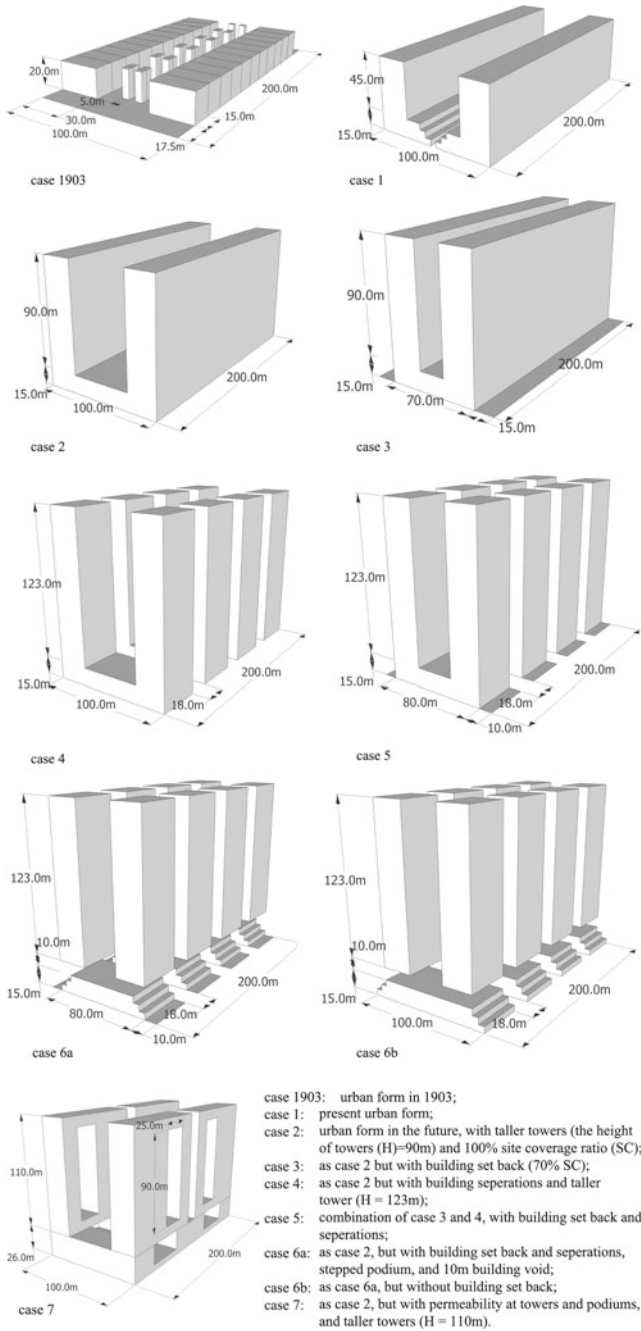 20.0m
5.0m
30.0m
100.0m
17.5m
15.0m
200.0m
case 1903
45.0m
15.0m
100.0m
200.0m
case 1
90.0m
15.0m
100.0m
200.0m
case 2
90.0m
15.0m
70.0m
15.0m
200.0m
case 3
123.0m
15.0m
100.0m
18.0m
200.0m
case 4
123.0m
15.0m
80.0m
18.0m
10.0m
200.0m
case 5
123.0m
10.0m
15.0m
80.0m
18.0m
10.0m
200.0m
case 6a
123.0m
10.0m
15.0m
100.0m
18.0m
200.0m
case 6b
25.0m
110.0m
90.0m
26.0m
100.0m
200.0m
case 7
case 1903: urban form in 1903;
case 1: present urban form;
case 2: urban form in the future, with taller towers (the height
of towers (H)=90m) and 100% site coverage ratio (SC);
case 3: as case 2 but with building set back (70% SC);
case 4: as case 2 but with building seperations and taller
tower (H = 123m);
case 5: combination of case 3 and 4, with building set back and
seperations;
case 6a: as case 2, but with building set back and seperations,
stepped podium, and 10m building void;
case 6b: as case 6a, but without building set back;
case 7: as case 2, but with permeability at towers and podiums,
and taller towers (H = 110m).